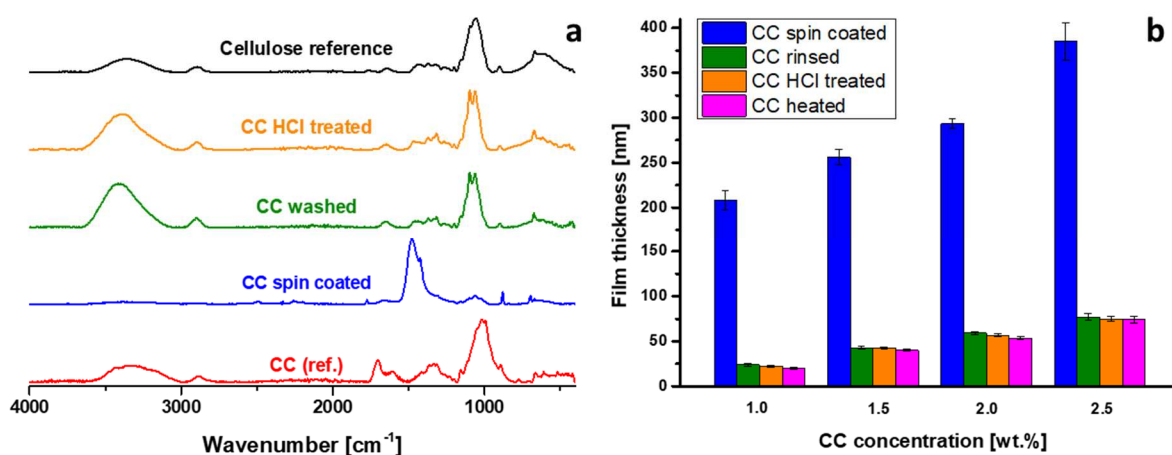 a
Cellulose reference
CC HCl treated
CC washed
CC spin coated
CC (ref.)
4000 3000 2000 1000
Wavenumber [cm⁻¹]
b
CC spin coated
CC rinsed
CC HCl treated
CC heated
400
350
300
250
200
150
100
50
0
Film thickness [nm]
1.0 1.5 2.0 2.5
CC concentration [wt.%]